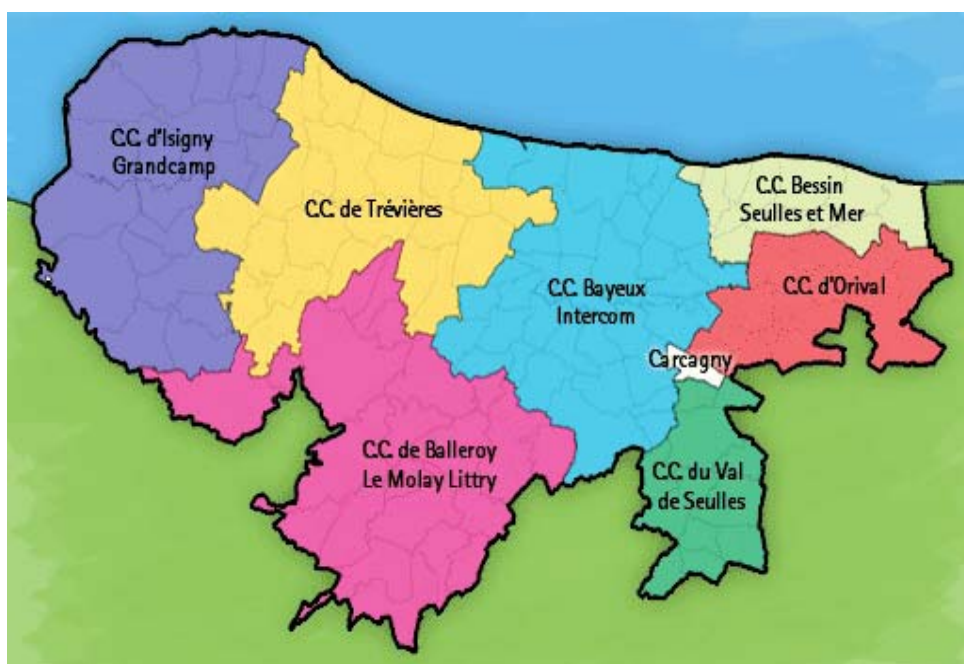 C.C. d'Isigny
Grandcamp
C.C. de Trévières
C.C. Bessin
Seulles et Mer
C.C. Bayeux
Intercom
C.C. d'Orival
Carcagny
C.C. de Balleroy
Le Molay Littry
C.C. du Val
de Seulles